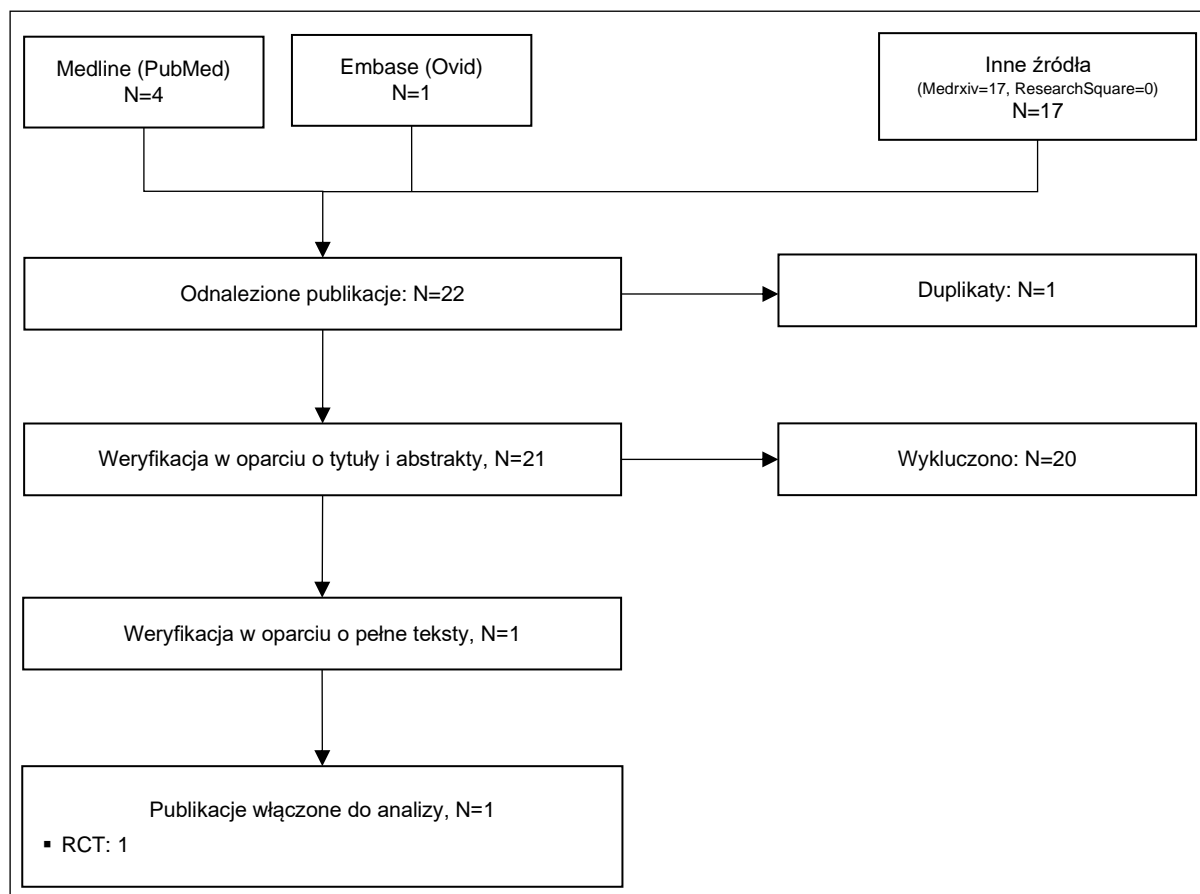 Medline (PubMed)
N=4
Embase (Ovid)
N=1
Inne źródła
(Medrxiv=17, ResearchSquare=0)
N=17
Odnalezione publikacje: N=22
Duplikaty: N=1
Weryfikacja w oparciu o tytuły i abstrakty, N=21
Wykluczono: N=20
Weryfikacja w oparciu o pełne teksty, N=1
Publikacje włączone do analizy, N=1
▪ RCT: 1